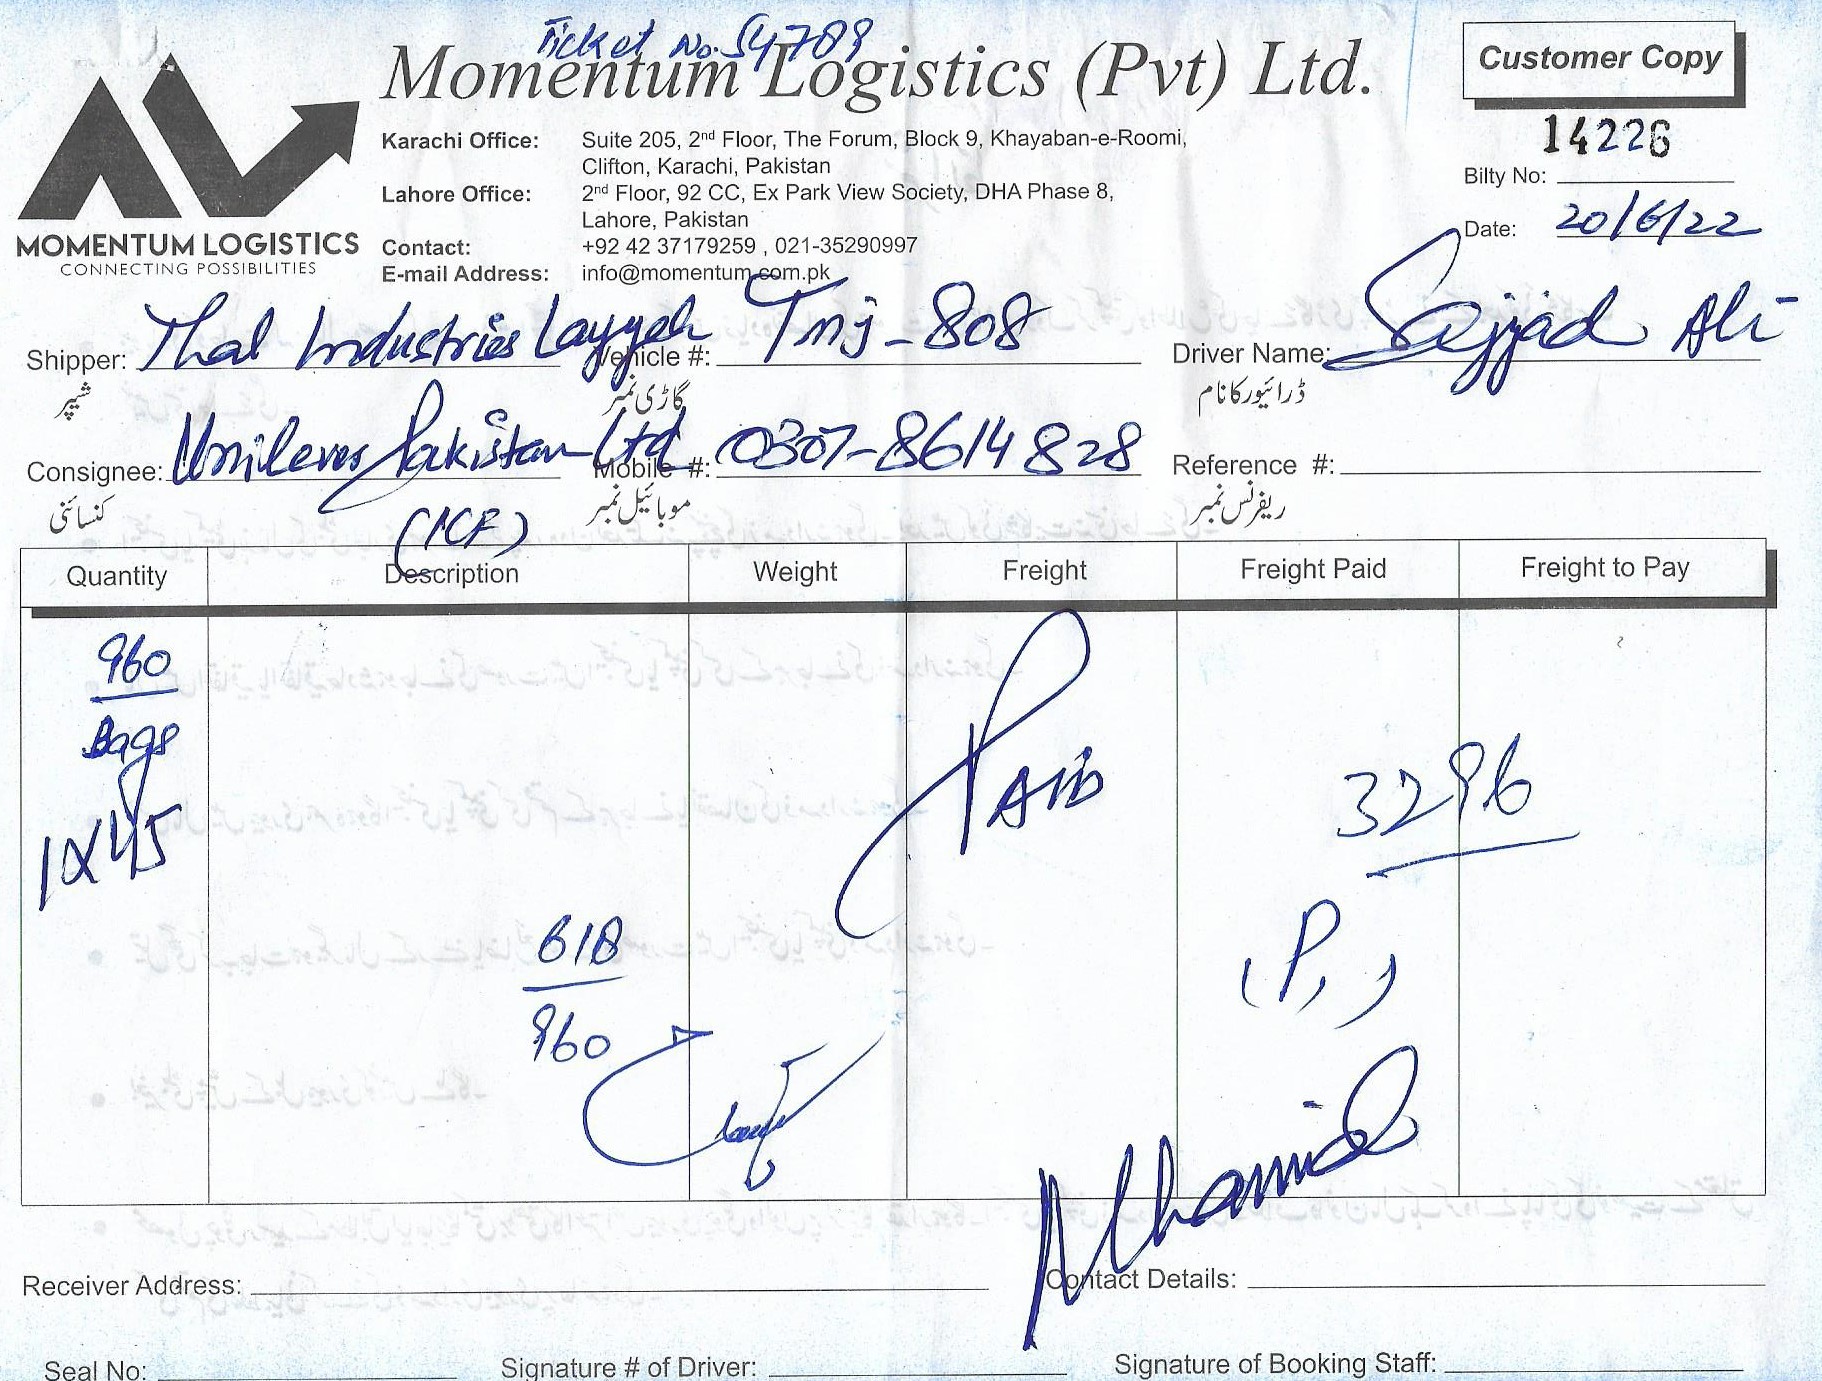 Ticket No. 54789
Momentum Logistics (Pvt) Ltd.
Customer Copy
14226
Karachi Office: Suite 205, 2nd Floor, The Forum, Block 9, Khayaban-e-Roomi,
Clifton, Karachi, Pakistan
Bilty No:
Lahore Office: 2nd Floor, 92 CC, Ex Park View Society, DHA Phase 8,
Lahore, Pakistan
Date: 20/6/22
MOMENTUM LOGISTICS
CONNECTING POSSIBILITIES
Contact: +92 42 37179259 , 021-35290997
E-mail Address: info@momentum.com.pk
Shipper: Thal Industries Layyah Vehicle #: Tmj-808 Driver Name: Sajjad Ali
شپپر گاڑی نمبر ڈرائیور کا نام
Consignee: Unilever Pakistan Ltd Mobile #: 0307-8614828 Reference #:
کنسائنی موبائیل نمبر ریفرنس نمبر
(ICF)
Quantity Description Weight Freight Freight Paid Freight to Pay
960
Bags
PAID 3296
1X45
618 (P,)
960
Receiver Address: Contact Details:
Seal No: Signature # of Driver: Signature of Booking Staff: